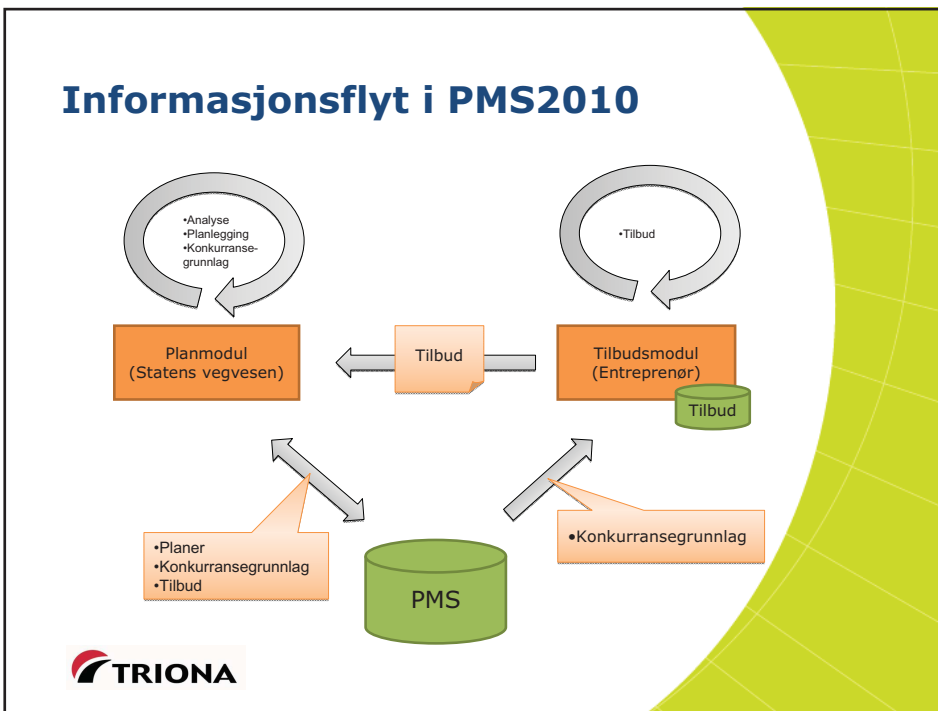 Informasjonsflyt i PMS2010
•Analyse
•Planlegging
•Konkurranse-
grunnlag
•Tilbud
Planmodul
(Statens vegvesen)
Tilbud
Tilbudsmodul
(Entreprenør)
Tilbud
•Planer
•Konkurransegrunnlag
•Tilbud
•Konkurransegrunnlag
PMS
TRIONA